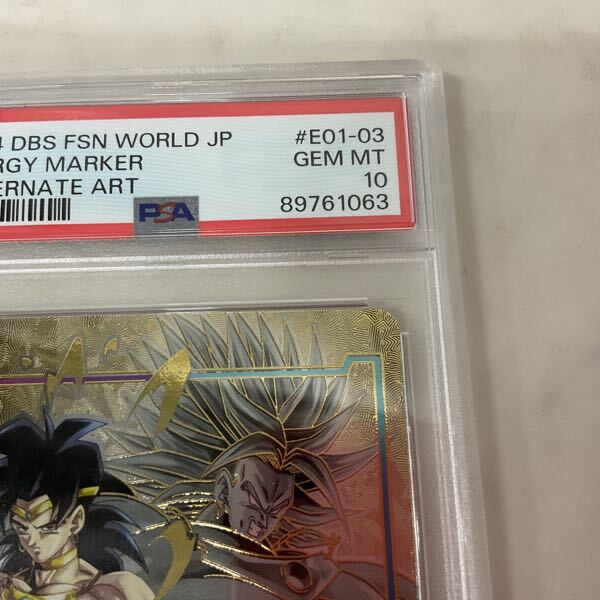 4 DBS FSN WORLD JP #E01-03
RGY MARKER GEM MT
ERNATE ART 10
PSA 89761063